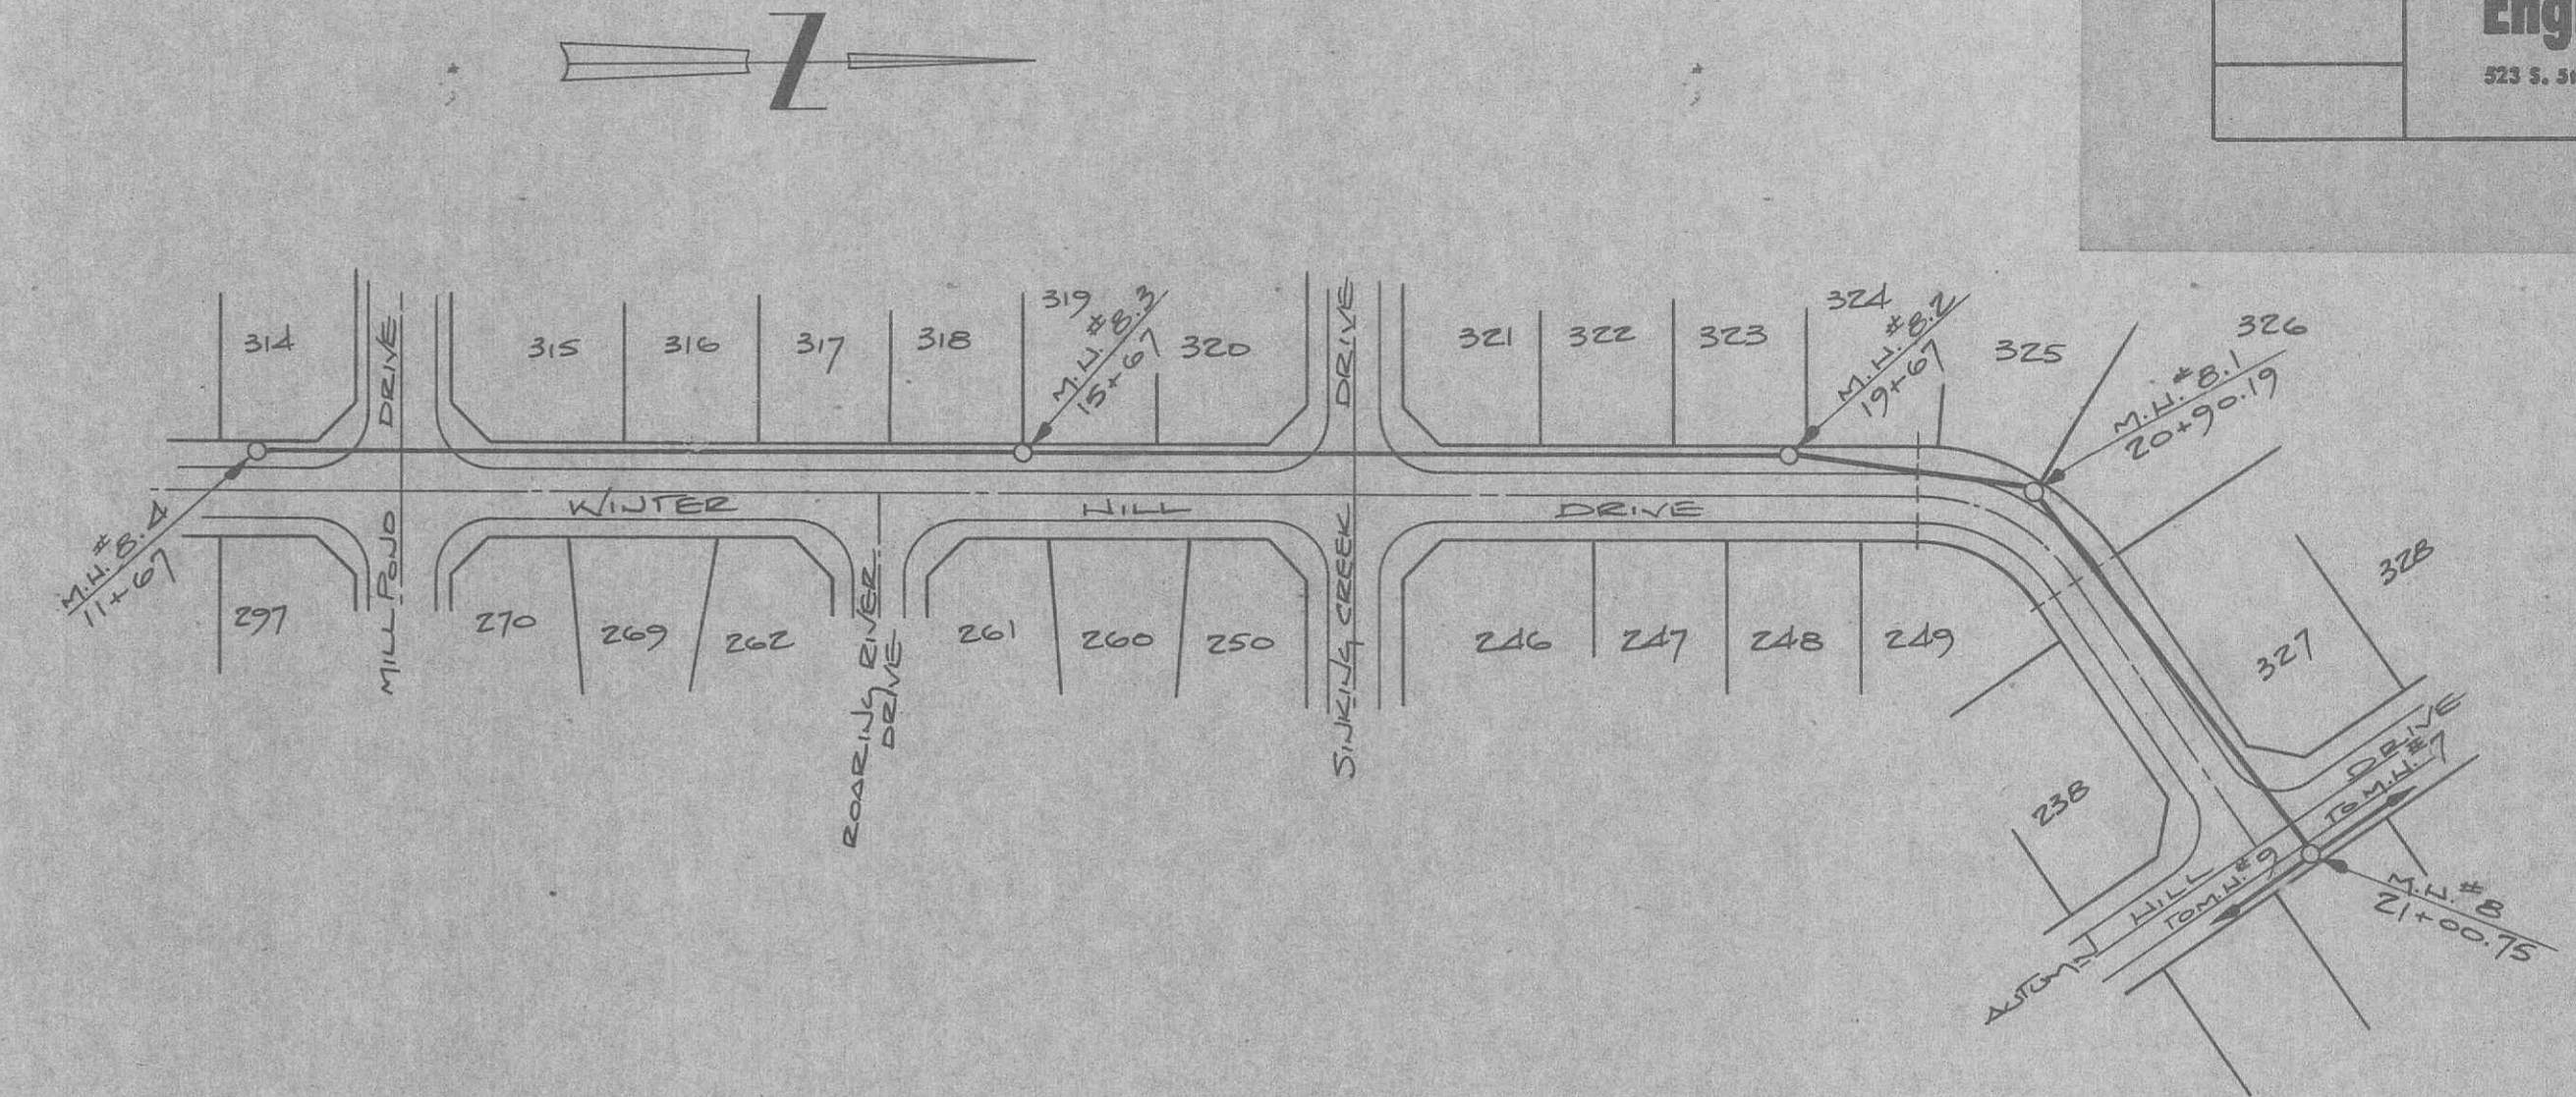 Eng
523 S. 5
N
314
DRIVE
315
316
317
318
319
M.H. #8.3
15+67
320
DRIVE
321
322
323
324
M.H. #8.2
19+67
325
326
M.H. #8.1
20+90.19
WINTER
HILL
DRIVE
M.H. #8.4
11+67
297
MILL POND
270
269
262
ROARING RIVER
DRIVE
261
260
250
SINKING CREEK
246
247
248
249
328
327
238
DRIVE
TO M.H. #7
AUTUMN
HILL
TO M.H. #9
M.H. #8
21+00.75